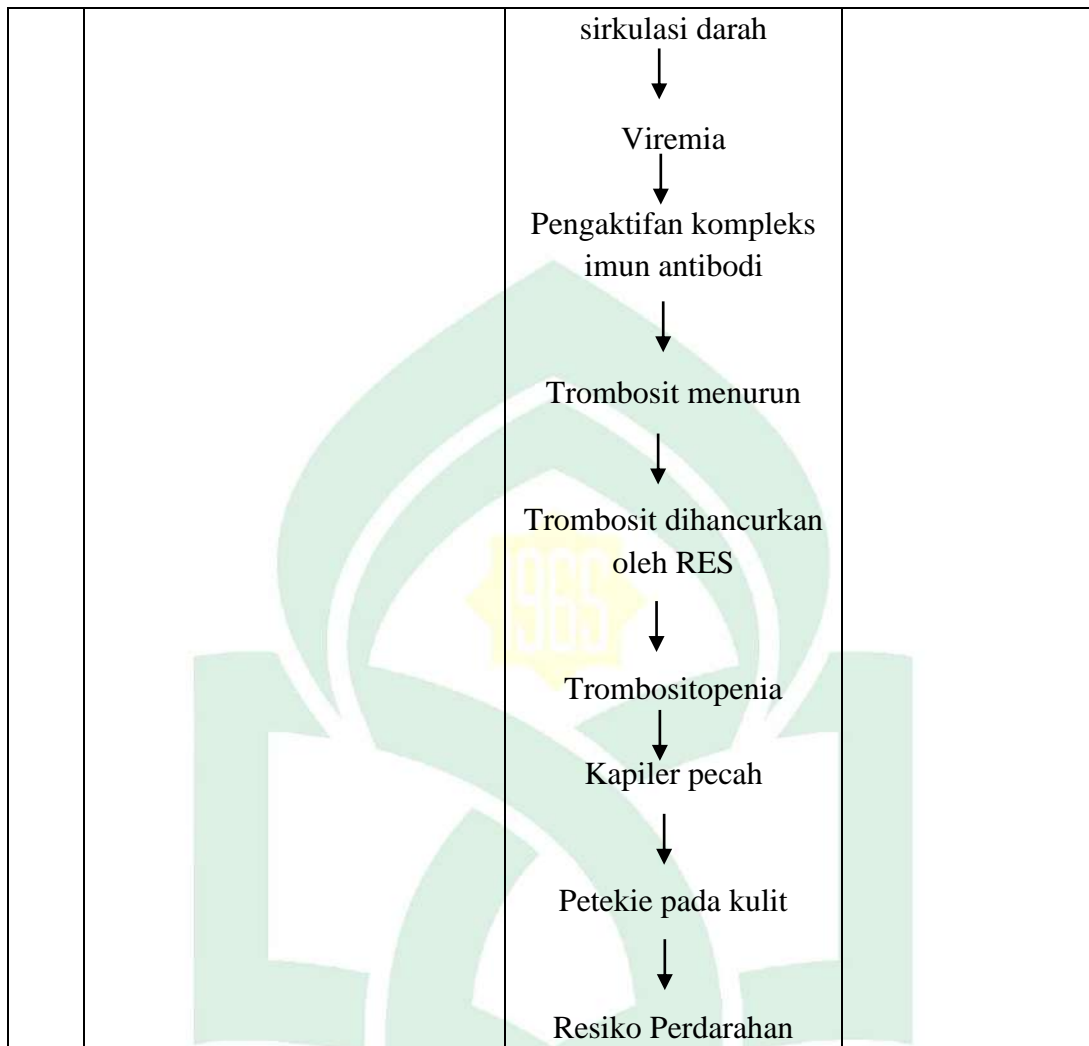 sirkulasi darah
Viremia
Pengaktifan kompleks
imun antibodi
Trombosit menurun
Trombosit dihancurkan
oleh RES
1965
Trombositopenia
Kapiler pecah
Petekie pada kulit
Resiko Perdarahan